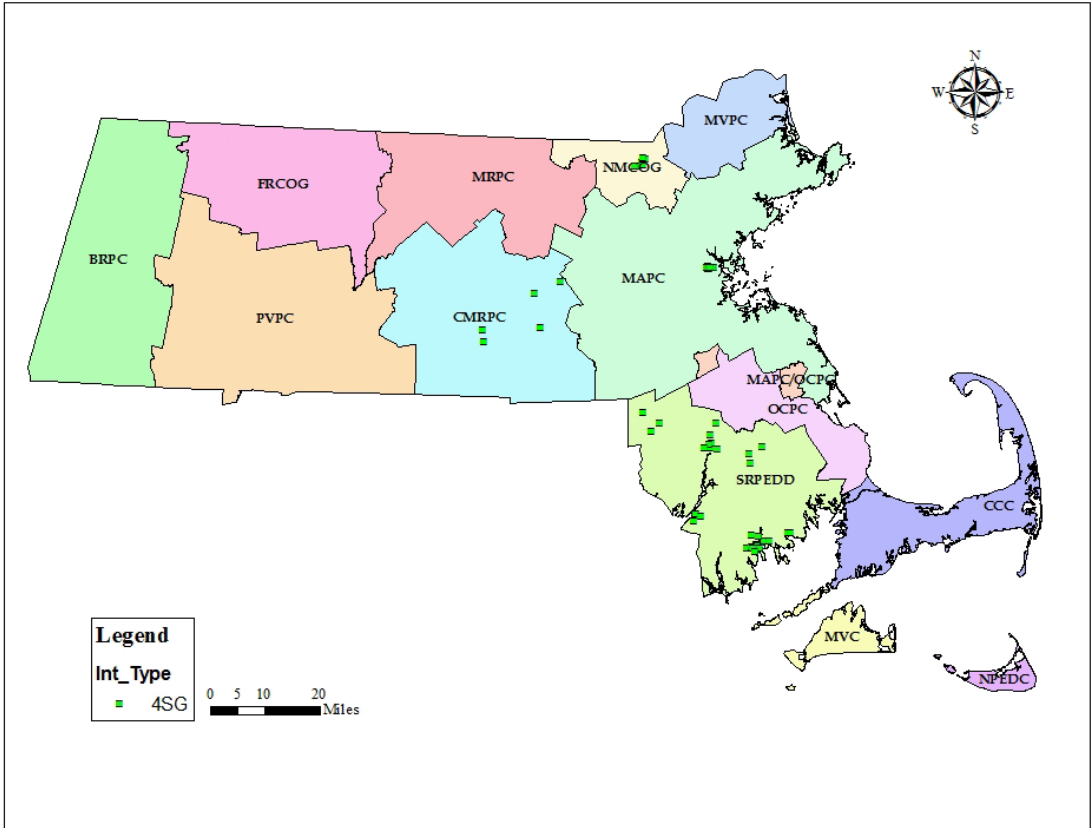 N
W E
S
MVPC
NMCOG
FRCOG
MRPC
BRPC
MAPC
PVPC
CMRPC
MAPC/OCPC
OCPC
SRPEDD
CCC
MVC
NPEDC
Legend
Int_Type
4SG
0 5 10 20
Miles